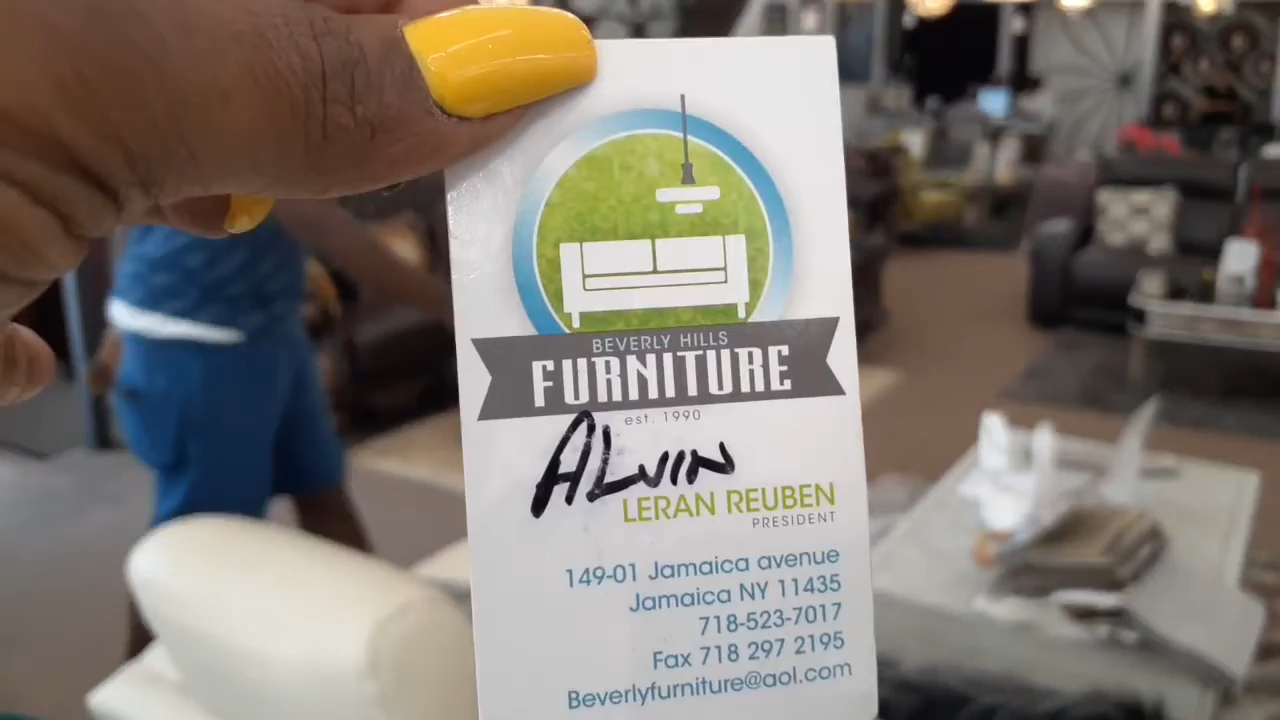 BEVERLY HILLS
FURNITURE
est. 1990
ALVIN
LERAN REUBEN
PRESIDENT
149-01 Jamaica avenue
Jamaica NY 11435
718-523-7017
Fax 718 297 2195
Beverlyfurniture@aol.com